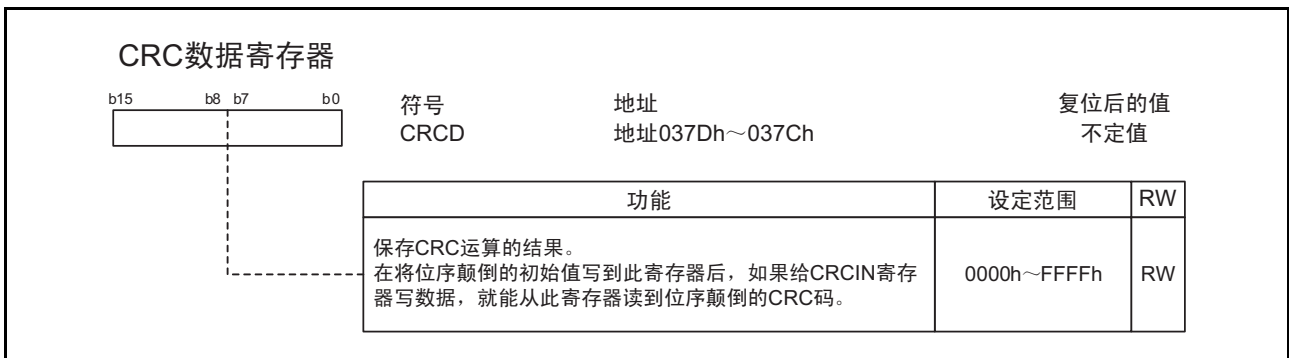 CRC数据寄存器
b15 b8 b7 b0
符号 地址 复位后的值
CRCD 地址037Dh～037Ch 不定值
功能 设定范围 RW
保存CRC运算的结果。
在将位序颠倒的初始值写到此寄存器后，如果给CRCIN寄存 0000h～FFFFh RW
器写数据，就能从此寄存器读到位序颠倒的CRC码。